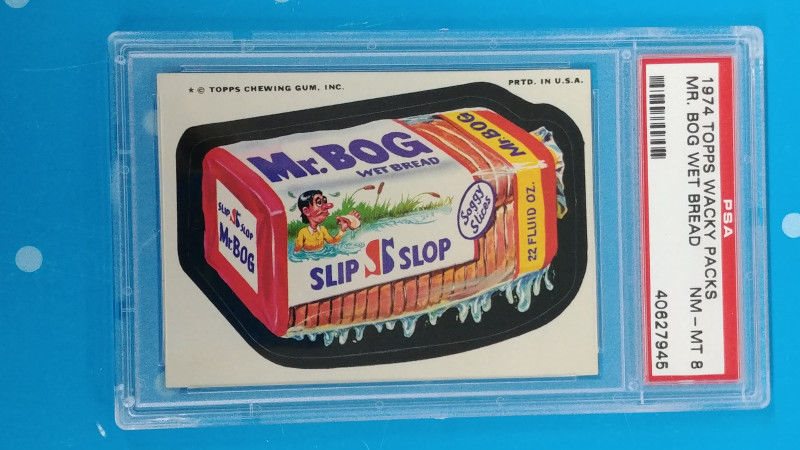 ★ © TOPPS CHEWING GUM, INC.
PRTD. IN U.S.A.
Mr. BOG
WET BREAD
Soggy
Slices
SLIP SS SLOP
SLIP S SLOP
Mr. BOG
Mr. BOG
22 FLUID OZ.
PSA
1974 TOPPS WACKY PACKS
MR. BOG WET BREAD
NM - MT 8
40627945